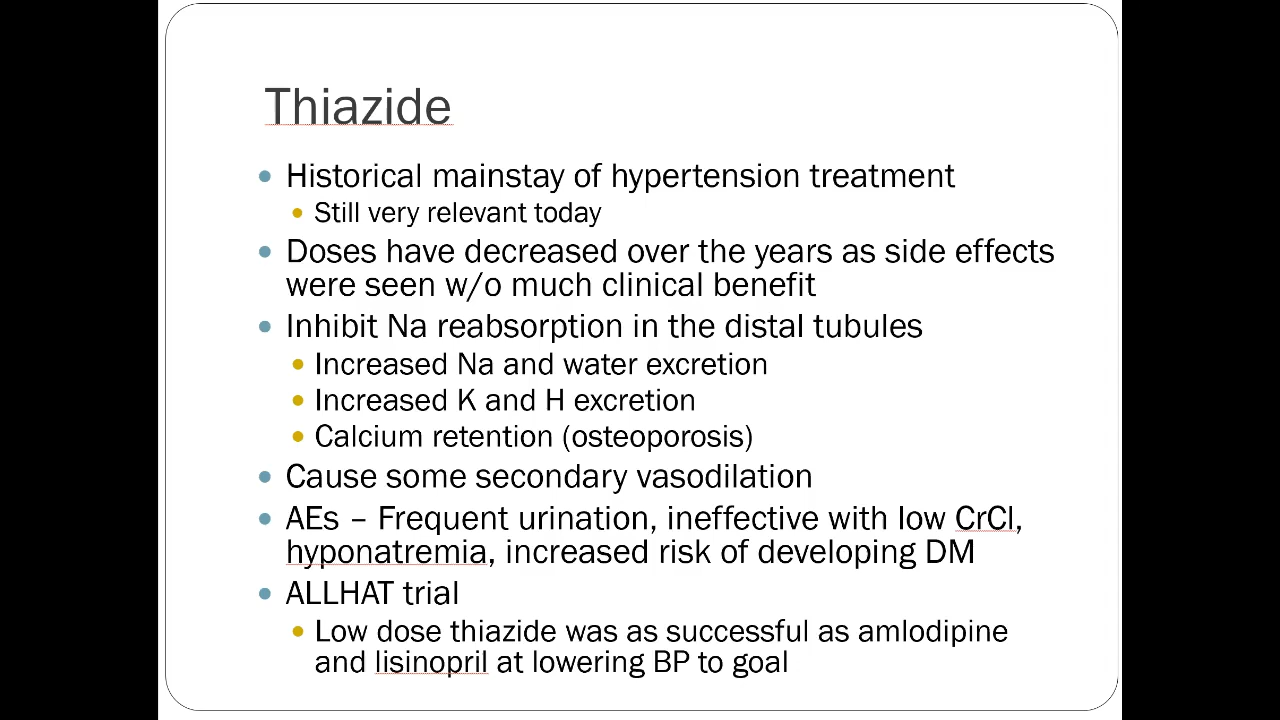 Thiazide
Historical mainstay of hypertension treatment
Still very relevant today
Doses have decreased over the years as side effects
were seen w/o much clinical benefit
Inhibit Na reabsorption in the distal tubules
Increased Na and water excretion
Increased K and H excretion
Calcium retention (osteoporosis)
Cause some secondary vasodilation
AEs – Frequent urination, ineffective with low CrCl,
hyponatremia, increased risk of developing DM
ALLHAT trial
Low dose thiazide was as successful as amlodipine
and lisinopril at lowering BP to goal